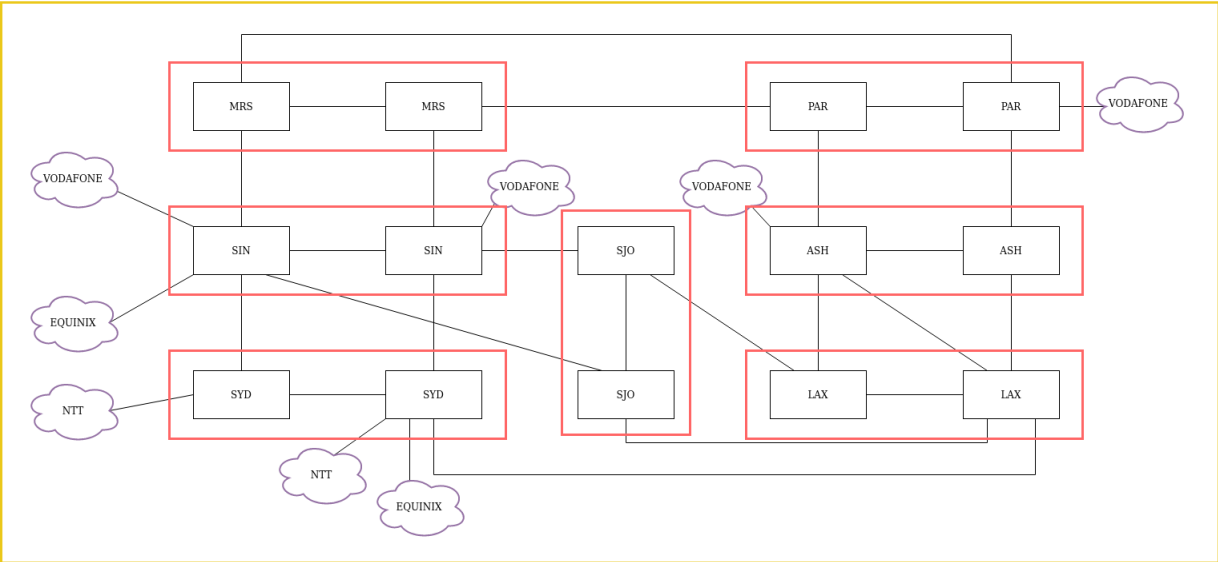 MRS
MRS
PAR
PAR
VODAFONE
VODAFONE
VODAFONE
VODAFONE
SIN
SIN
SJO
ASH
ASH
EQUINIX
SYD
SYD
SJO
LAX
LAX
NTT
NTT
EQUINIX